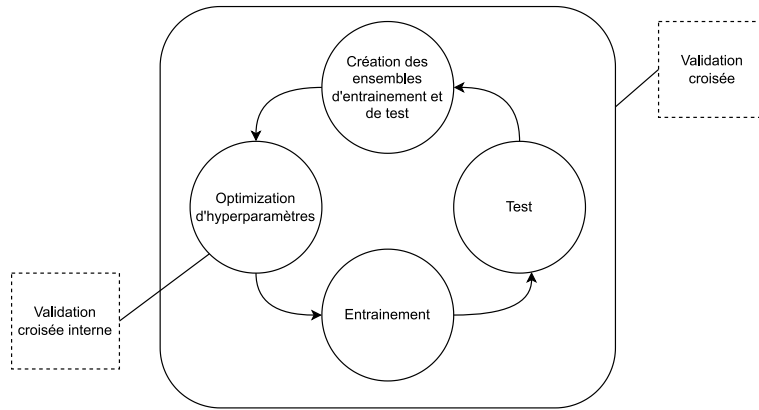 Création des
ensembles
d'entrainement et
de test
Validation
croisée
Optimization
d'hyperparamètres
Test
Validation
croisée interne
Entrainement